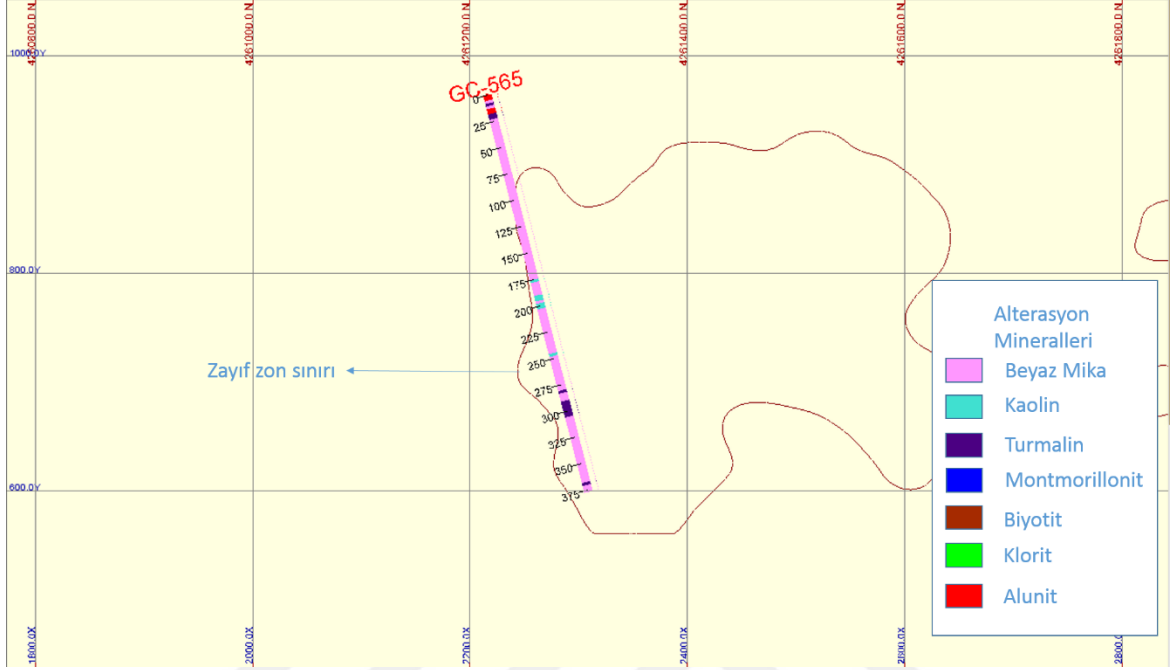 4260800.0 N
4261000.0 N
4261200.0 N
4261400.0 N
4261600.0 N
4261800.0 N
1000.0Y
GC-565
0
25
50
75
100
125
150
800.0Y
175
200
225
250
275
300
325
350
375
600.0Y
Zayıf zon sınırı
Alterasyon
Mineralleri
Beyaz Mika
Kaolin
Turmalin
Montmorillonit
Biyotit
Klorit
Alunit
1800.0X
2000.0X
2200.0X
2400.0X
2600.0X
2800.0X